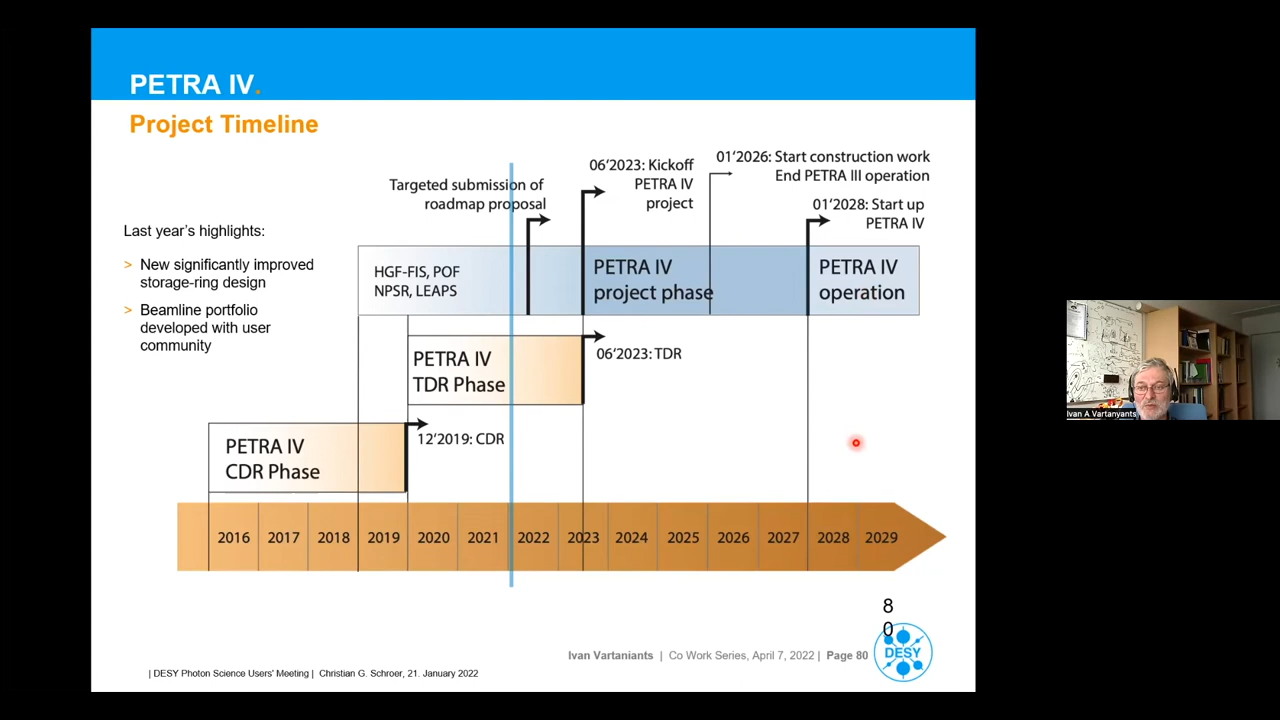 PETRA IV.
Project Timeline
Last year's highlights:
> New significantly improved
storage-ring design
> Beamline portfolio
developed with user
community
Targeted submission of
roadmap proposal
06'2023: Kickoff
PETRA IV
project
01'2026: Start construction work
End PETRA III operation
01'2028: Start up
PETRA IV
HGF-FIS, POF
NPSR, LEAPS
PETRA IV
project phase
PETRA IV
operation
PETRA IV
TDR Phase
06'2023: TDR
PETRA IV
CDR Phase
12'2019: CDR
2016 2017 2018 2019 2020 2021 2022 2023 2024 2025 2026 2027 2028 2029
8
0
Ivan Vartaniants | Co Work Series, April 7, 2022 | Page 80
DESY
| DESY Photon Science Users' Meeting | Christian G. Schroer, 21. January 2022
Ivan A Vartanyants